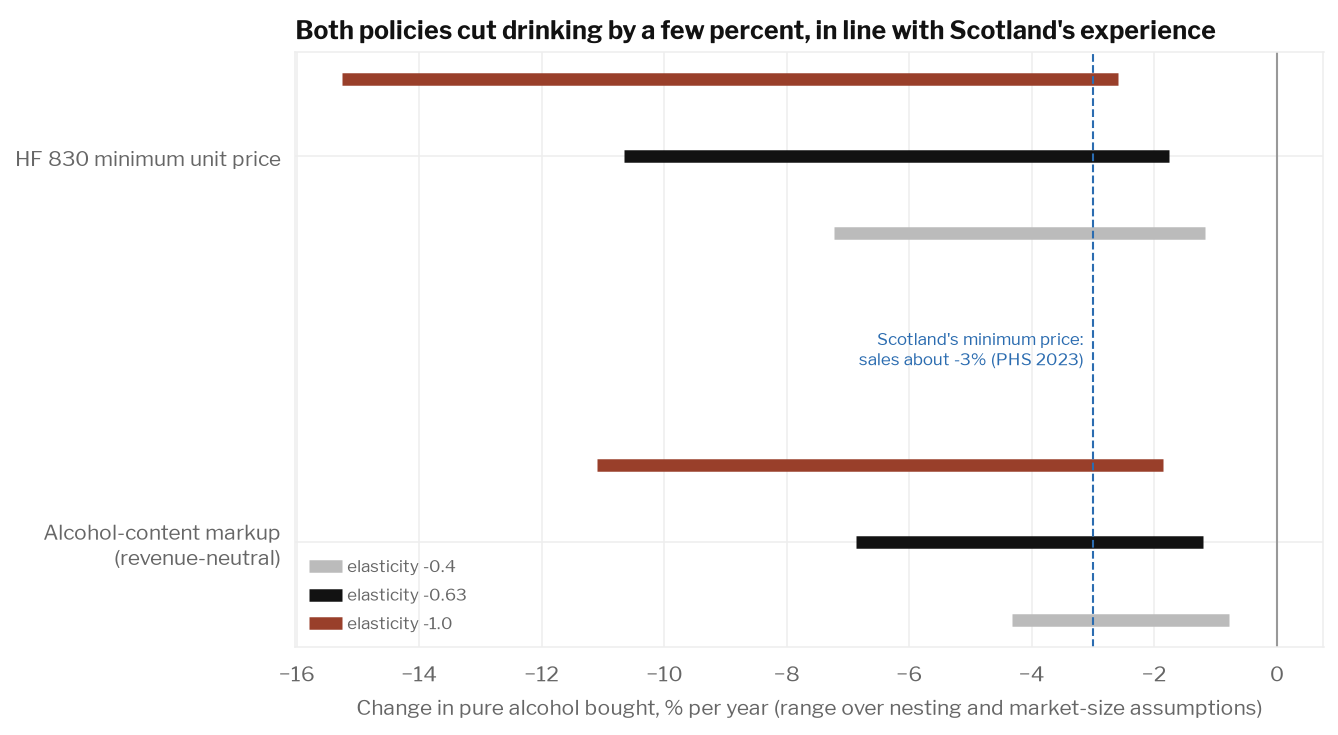 Both policies cut drinking by a few percent, in line with Scotland's experience
HF 830 minimum unit price
Scotland's minimum price:
sales about -3% (PHS 2023)
Alcohol-content markup
(revenue-neutral)
elasticity -0.4
elasticity -0.63
elasticity -1.0
−16 −14 −12 −10 −8 −6 −4 −2 0
Change in pure alcohol bought, % per year (range over nesting and market-size assumptions)